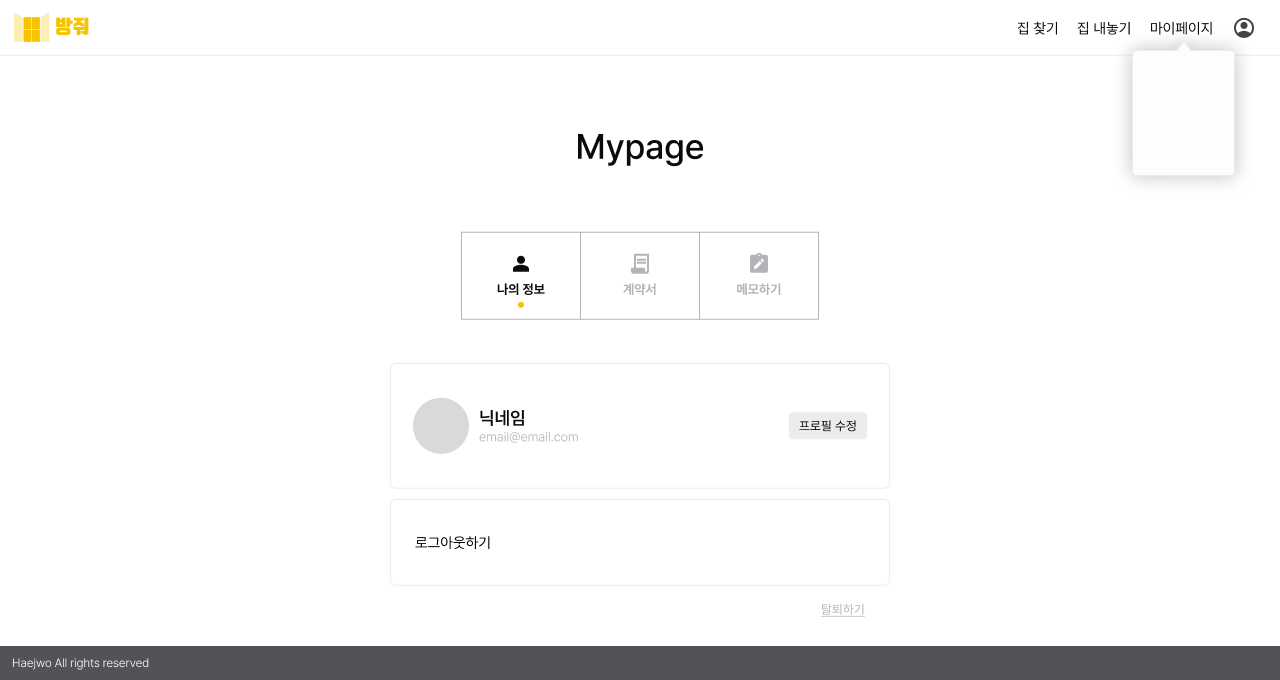 방줘
집 찾기 집 내놓기 마이페이지
Mypage
나의 정보 계약서 메모하기
닉네임
email@email.com
프로필 수정
로그아웃하기
탈퇴하기
Haejwo All rights reserved